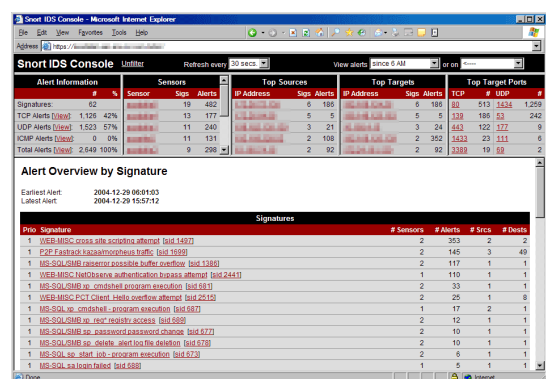 Snort IDS Console - Microsoft Internet Explorer
File Edit View Favorites Tools Help
Address https://
Snort IDS Console Unfilter Refresh every 30 secs. View alerts since 6 AM or on <----
Alert Information Sensors Top Sources Top Targets Top Target Ports
# % Sensor Sigs Alerts IP Address Sigs Alerts IP Address Sigs Alerts TCP # UDP #
Signatures: 62 19 482 6 186 6 186 80 513 1434 1,259
TCP Alerts [View]: 1,126 42% 13 177 5 5 5 5 139 186 53 242
UDP Alerts [View]: 1,523 57% 11 240 3 21 3 24 443 122 177 9
ICMP Alerts [View]: 0 0% 11 131 2 108 2 352 1433 23 111 6
Total Alerts [View]: 2,649 100% 9 298 2 92 2 92 3389 19 69 2
Alert Overview by Signature
Earliest Alert: 2004-12-29 06:01:03
Latest Alert: 2004-12-29 15:57:12
Signatures
Prio Signature # Sensors # Alerts # Srcs # Dests
1 WEB-MISC cross site scripting attempt [sid 1497] 2 353 2 2
1 P2P Fastrack kazaa/morpheus traffic [sid 1699] 2 145 3 49
1 MS-SQL/SMB raiserror possible buffer overflow [sid 1386] 2 117 1 1
1 WEB-MISC NetObserve authentication bypass attempt [sid 2441] 1 110 1 1
1 MS-SQL/SMB xp_cmdshell program execution [sid 681] 2 33 1 1
1 WEB-MISC PCT Client_Hello overflow attempt [sid 2515] 2 25 1 8
1 MS-SQL xp_cmdshell - program execution [sid 687] 1 17 2 1
1 MS-SQL/SMB xp_reg* registry access [sid 689] 2 12 1 1
1 MS-SQL/SMB sp_password password change [sid 677] 2 10 1 1
1 MS-SQL/SMB sp_delete_alert log file deletion [sid 678] 2 10 1 1
1 MS-SQL sp_start_job - program execution [sid 673] 2 6 1 1
1 MS-SQL sa login failed [sid 688] 1 5 1 1
Done Internet